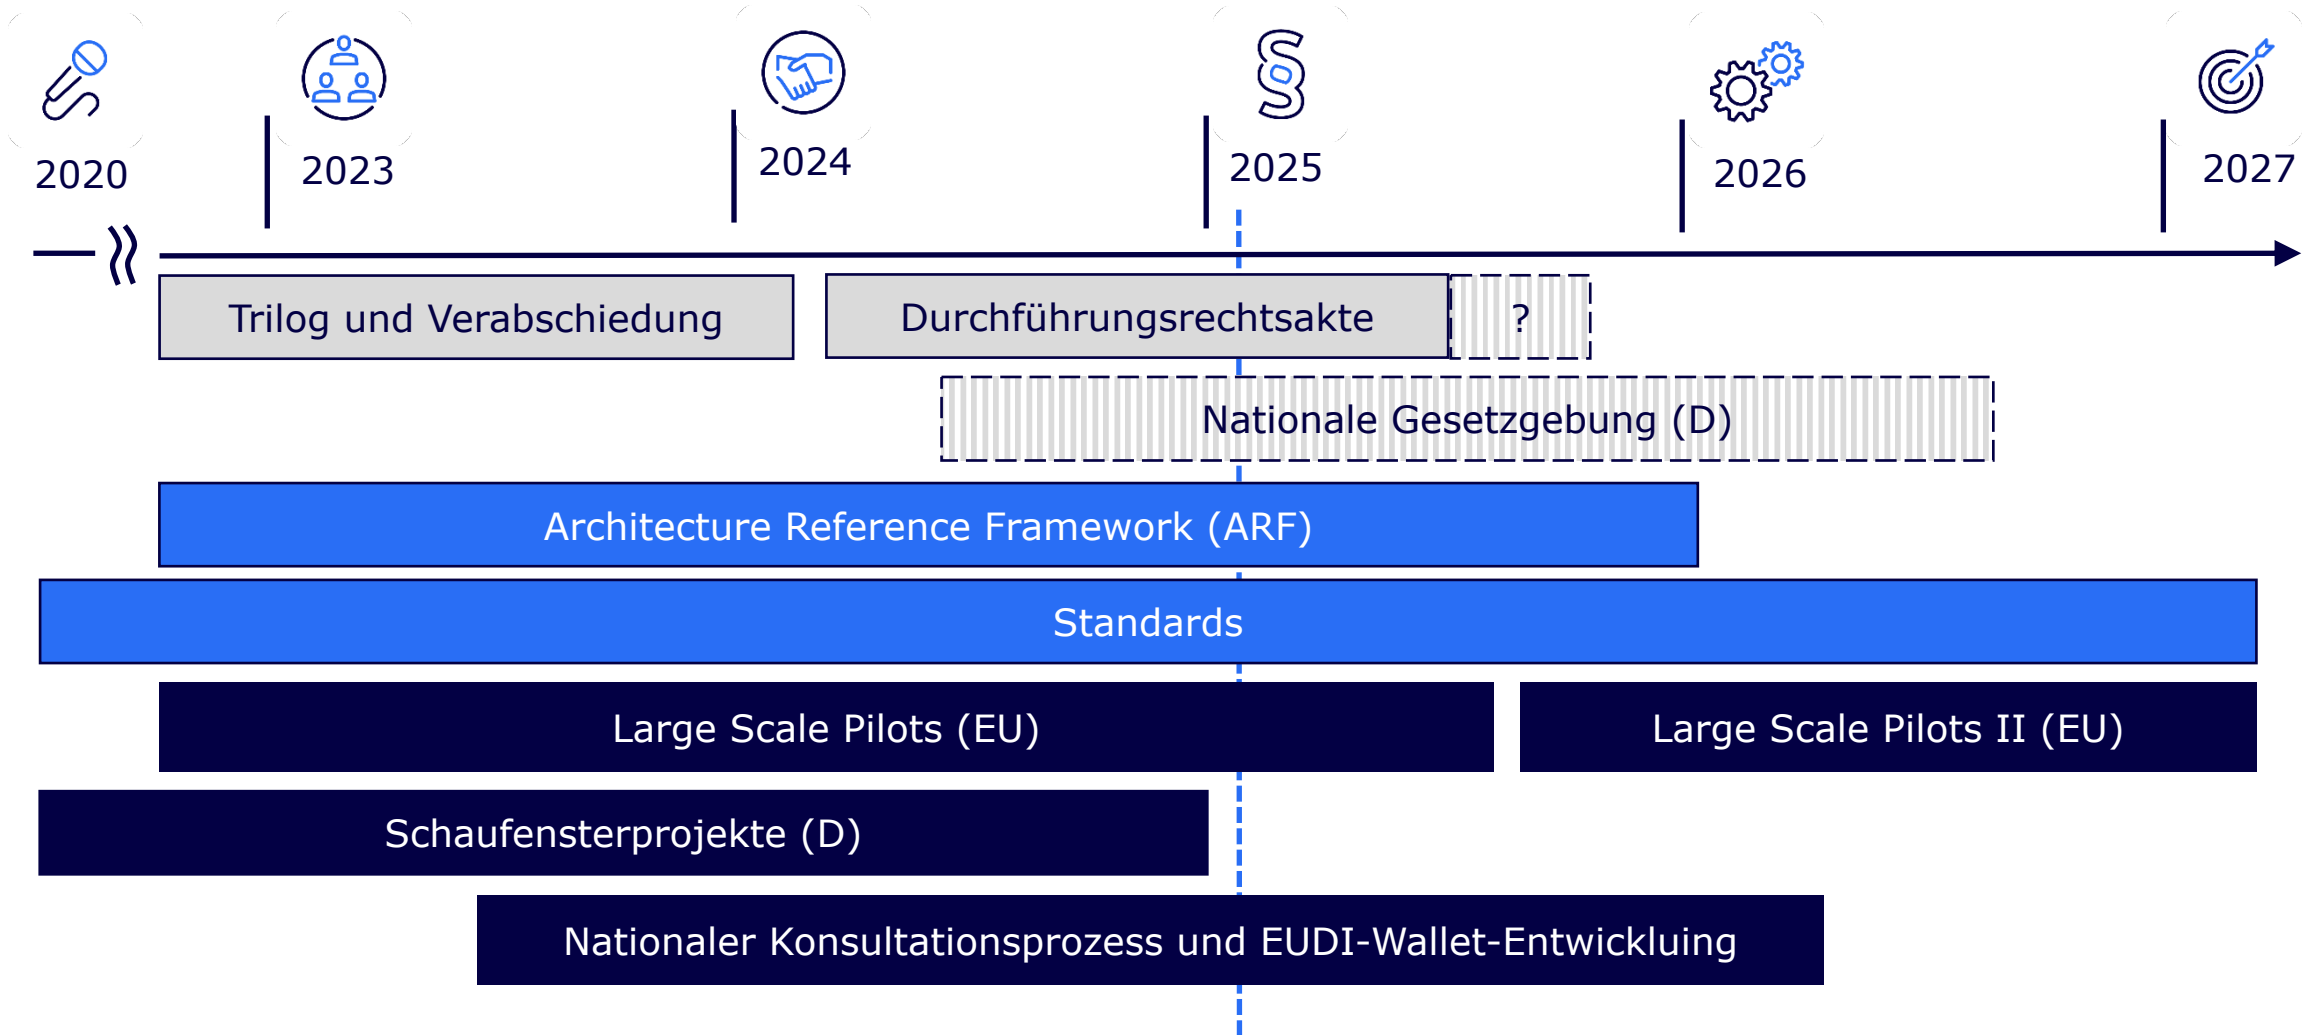 2020
2023
2024
2025
2026
2027
Trilog und Verabschiedung
Durchführungsrechtsakte
?
Nationale Gesetzgebung (D)
Architecture Reference Framework (ARF)
Standards
Large Scale Pilots (EU)
Large Scale Pilots II (EU)
Schaufensterprojekte (D)
Nationaler Konsultationsprozess und EUDI-Wallet-Entwickluing